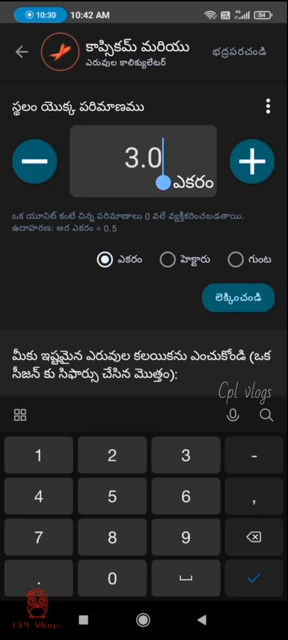 10:30 10:42 AM 54
కాప్సికమ్ మరియు
ఎరువుల కాలిక్యులేటర్
భద్రపరచండి
స్థలం యొక్క పరిమాణము
3.0
ఎకరం
ఒక యూనిట్ కంటే చిన్న పరిమాణాలు 0 వలే వ్యక్తీకరించబడతాయి.
ఉదాహరణ: అర ఎకరం = 0.5
ఎకరం హెక్టారు గుంట
లెక్కించండి
మీకు ఇష్టమైన ఎరువుల కలయికను ఎంచుకోండి (ఒక
సీజన్ కు సిఫార్సు చేసిన మొత్తం):
Cpl vlogs
1 2 3 -
4 5 6 ,
7 8 9
. 0
CPL Vlogs